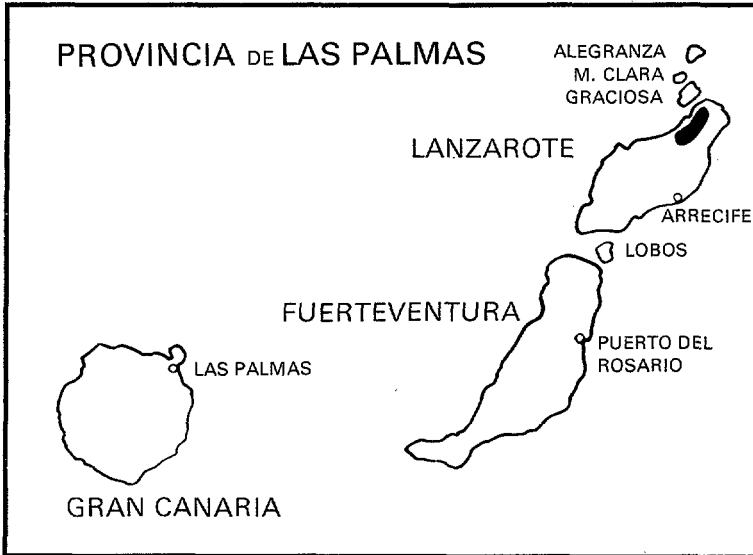 PROVINCIA DE LAS PALMAS
ALEGRANZA
M. CLARA
GRACIOSA
LANZAROTE
ARRECIFE
LOBOS
FUERTEVENTURA
PUERTO DEL
ROSARIO
LAS PALMAS
GRAN CANARIA